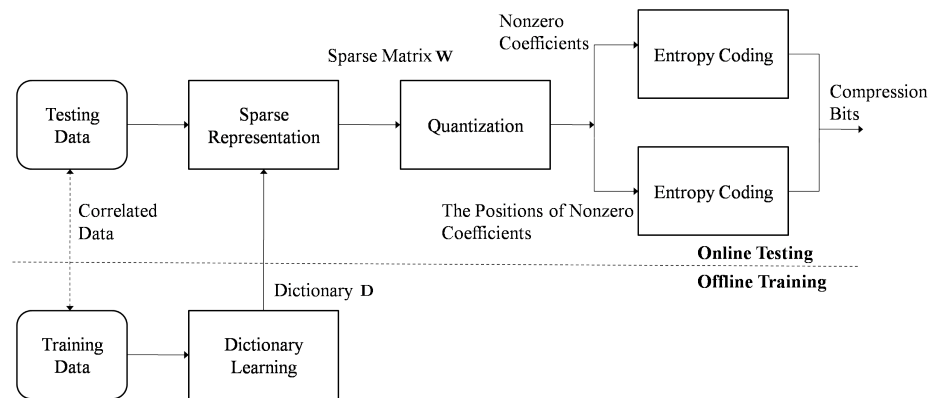 Nonzero
Coefficients
Entropy Coding
Sparse Matrix W
Testing
Data
Sparse
Representation
Quantization
Compression
Bits
Entropy Coding
Correlated
Data
The Positions of Nonzero
Coefficients
Online Testing
Offline Training
Dictionary D
Training
Data
Dictionary
Learning